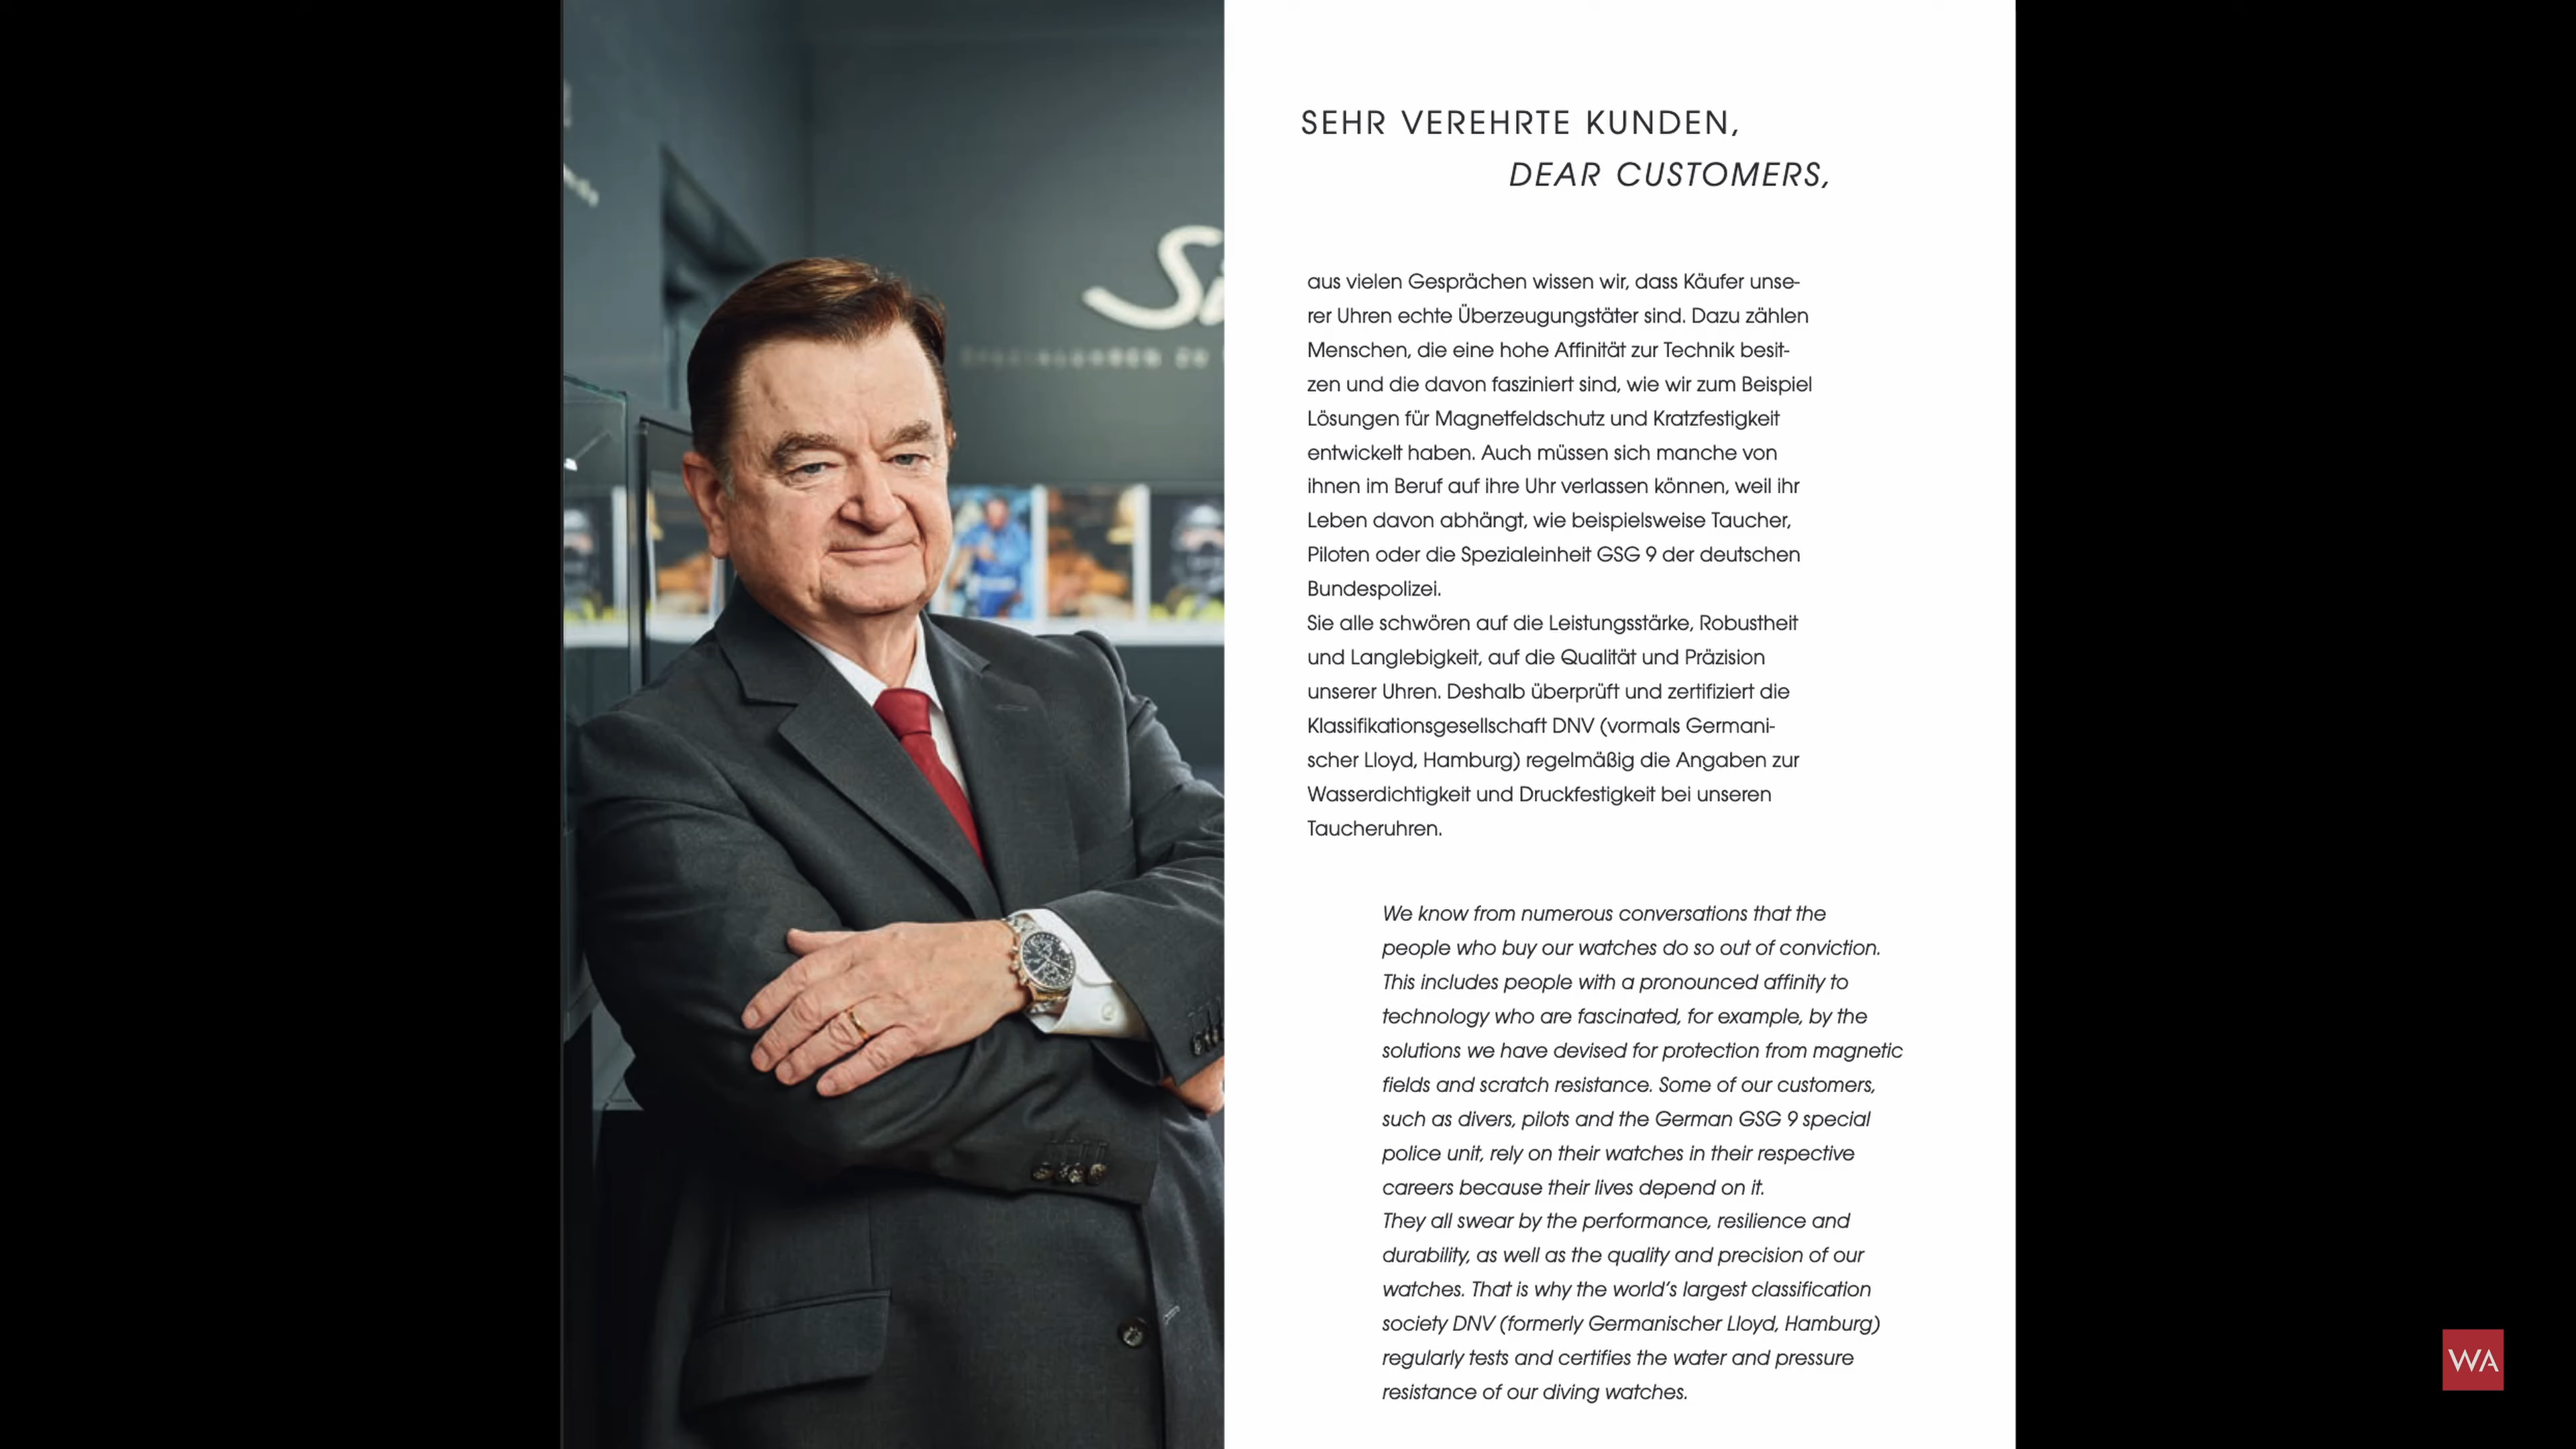 SEHR VEREHRTE KUNDEN,
DEAR CUSTOMERS,
aus vielen Gesprächen wissen wir, dass Käufer unse-
rer Uhren echte Überzeugungstäter sind. Dazu zählen
Menschen, die eine hohe Affinität zur Technik besit-
zen und die davon fasziniert sind, wie wir zum Beispiel
Lösungen für Magnetfeldschutz und Kratzfestigkeit
entwickelt haben. Auch müssen sich manche von
ihnen im Beruf auf ihre Uhr verlassen können, weil ihr
Leben davon abhängt, wie beispielsweise Taucher,
Piloten oder die Spezialeinheit GSG 9 der deutschen
Bundespolizei.
Sie alle schwören auf die Leistungsstärke, Robustheit
und Langlebigkeit, auf die Qualität und Präzision
unserer Uhren. Deshalb überprüft und zertifiziert die
Klassifikationsgesellschaft DNV (vormals Germani-
scher Lloyd, Hamburg) regelmäßig die Angaben zur
Wasserdichtigkeit und Druckfestigkeit bei unseren
Taucheruhren.
We know from numerous conversations that the
people who buy our watches do so out of conviction.
This includes people with a pronounced affinity to
technology who are fascinated, for example, by the
solutions we have devised for protection from magnetic
fields and scratch resistance. Some of our customers,
such as divers, pilots and the German GSG 9 special
police unit, rely on their watches in their respective
careers because their lives depend on it.
They all swear by the performance, resilience and
durability, as well as the quality and precision of our
watches. That is why the world's largest classification
society DNV (formerly Germanischer Lloyd, Hamburg)
regularly tests and certifies the water and pressure
resistance of our diving watches.
WA